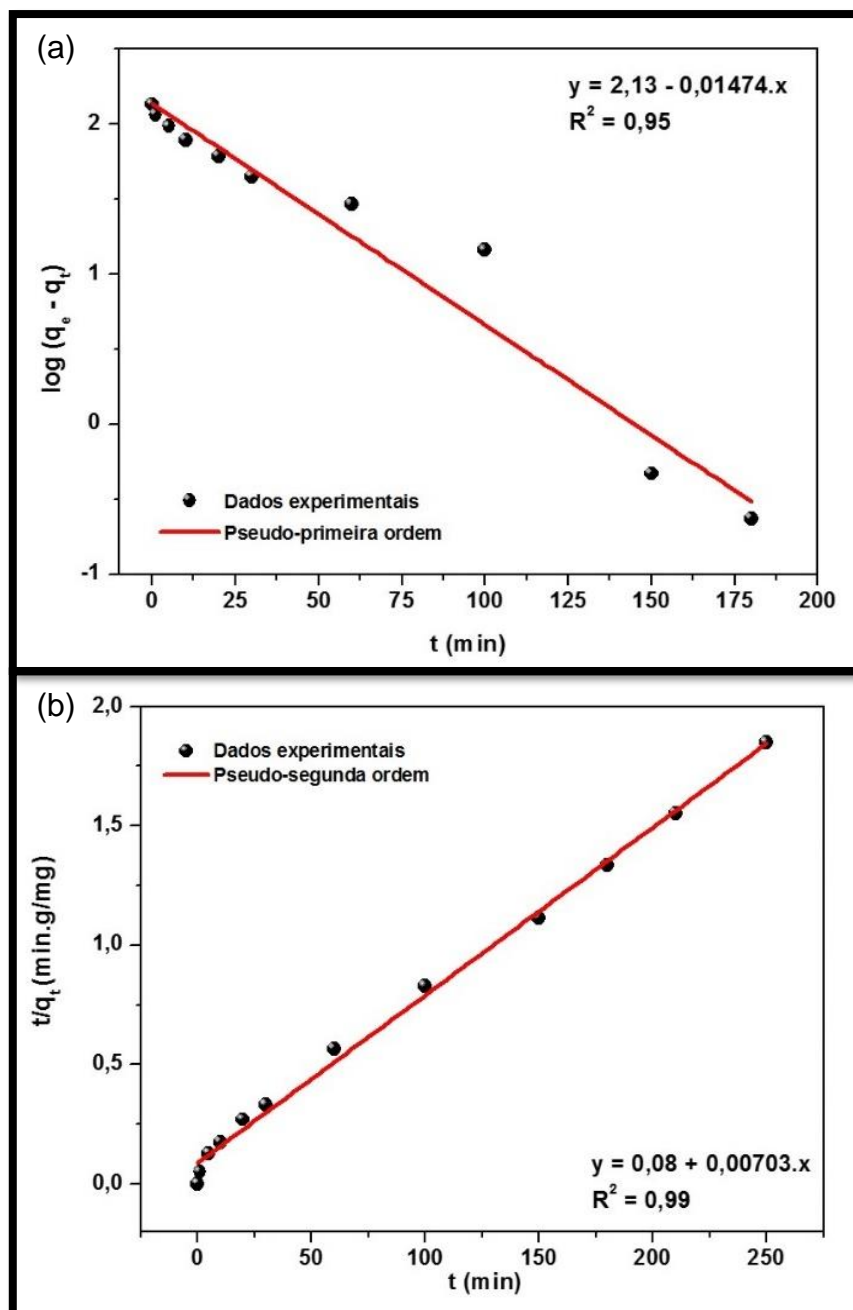 (a)
y = 2,13 - 0,01474.x
R² = 0,95
2
1
0
-1
log (qₑ - qₜ)
Dados experimentais
Pseudo-primeira ordem
0 25 50 75 100 125 150 175 200
t (min)
(b)
2,0
1,5
1,0
0,5
0,0
t/qₜ (min.g/mg)
Dados experimentais
Pseudo-segunda ordem
y = 0,08 + 0,00703.x
R² = 0,99
0 50 100 150 200 250
t (min)